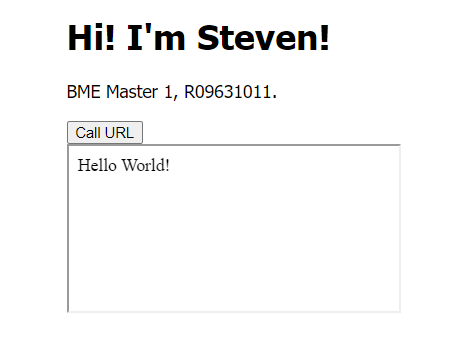 Hi! I'm Steven!
BME Master 1, R09631011.
Call URL
Hello World!